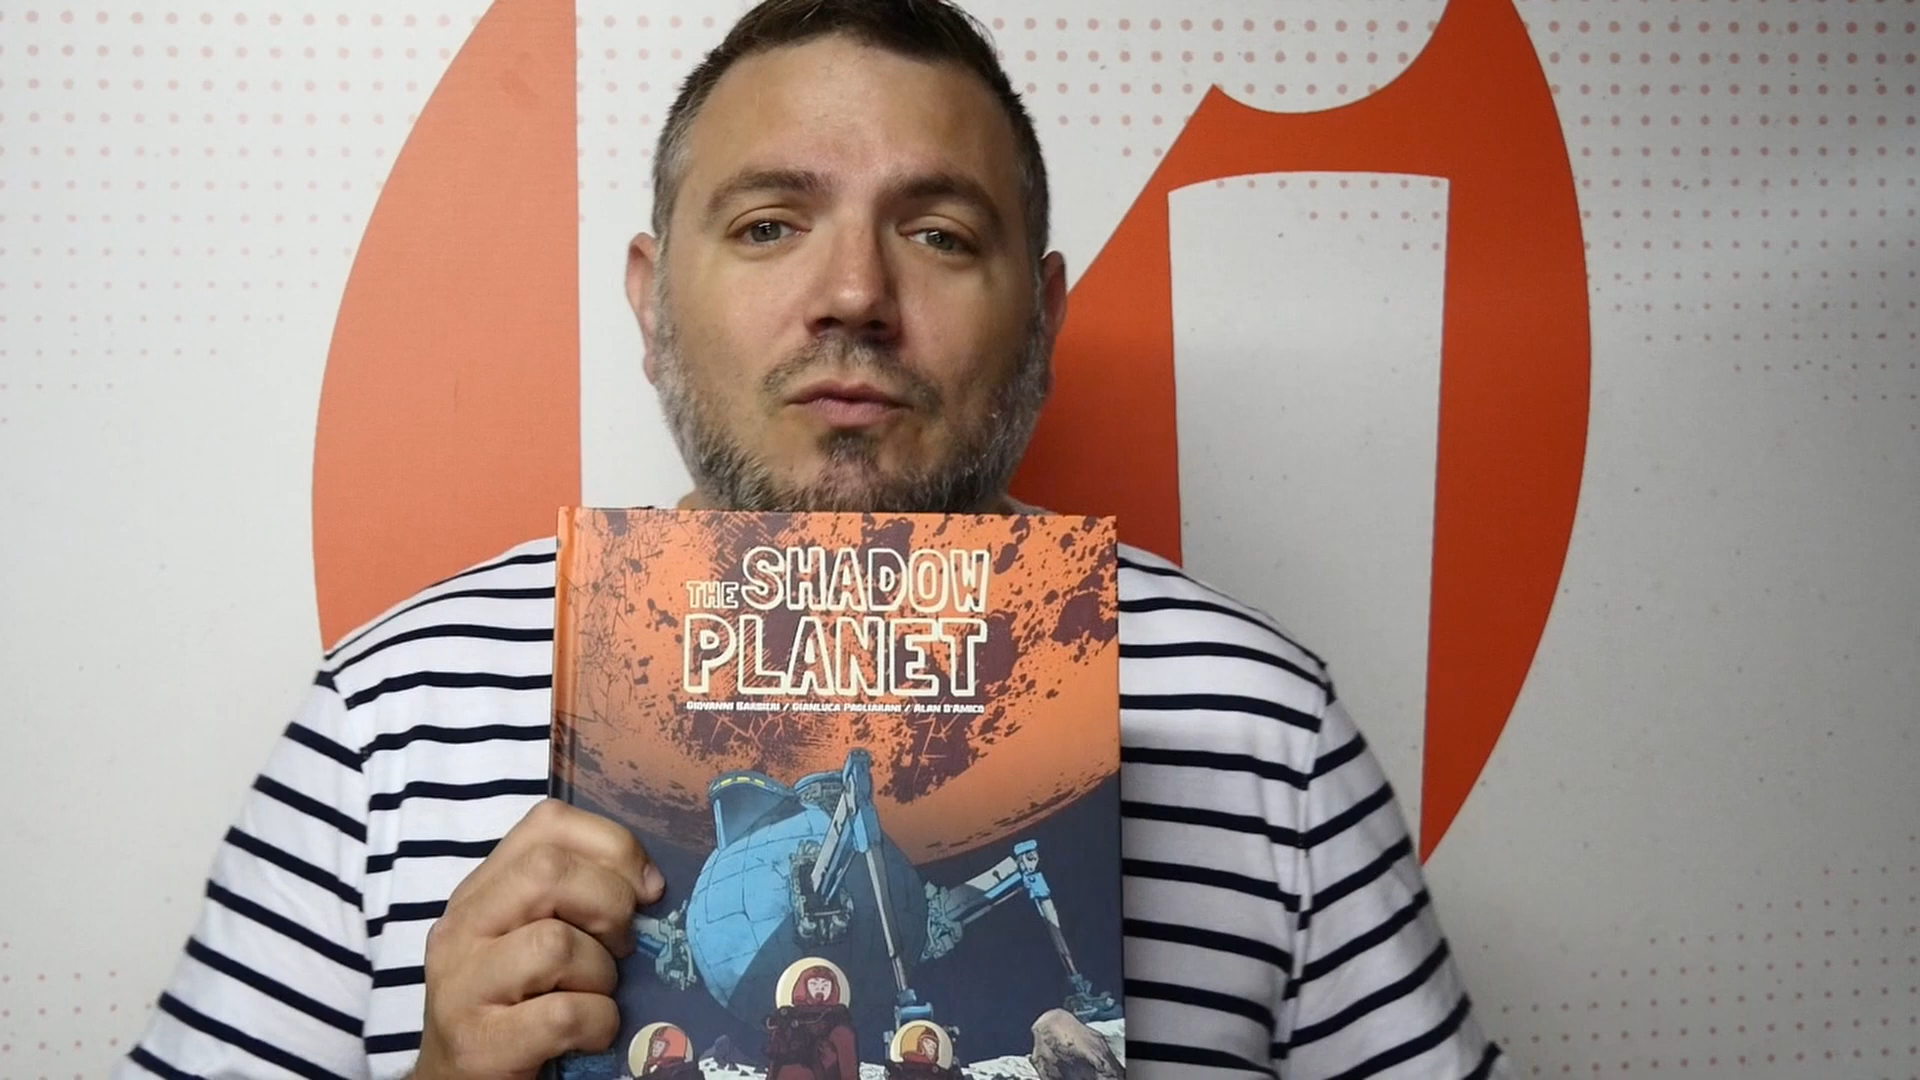 THE SHADOW
PLANET
GIOVANNI BARBIERI / GIANLUCA PAGLIARANI / ALAN D'AMICO